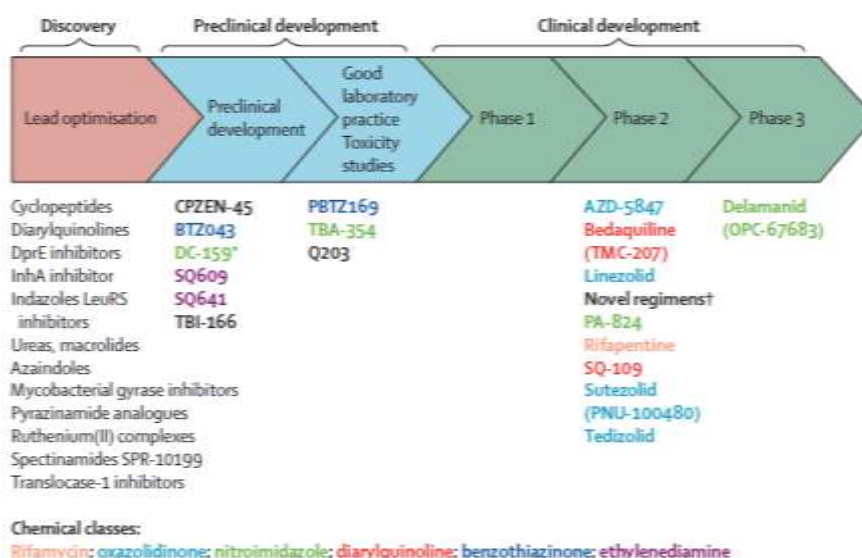 Discovery
Preclinical development
Clinical development
Lead optimisation
Preclinical
development
Good
laboratory
practice
Toxicity
studies
Phase 1
Phase 2
Phase 3
Cyclopeptides
Diarylquinolines
DprE inhibitors
InhA inhibitor
Indazoles LeuRS
inhibitors
Ureas, macrolides
Azaindoles
Mycobacterial gyrase inhibitors
Pyrazinamide analogues
Ruthenium(II) complexes
Spectinamides SPR-10199
Translocase-1 inhibitors
CPZEN-45
BTZ043
DC-159*
SQ609
SQ641
TBI-166
PBTZ169
TBA-354
Q203
AZD-5847
Bedaquiline
(TMC-207)
Linezolid
Novel regimens†
PA-824
Rifapentine
SQ-109
Sutezolid
(PNU-100480)
Tedizolid
Delamanid
(OPC-67683)
Chemical classes:
Rifamycin; oxazolidinone; nitroimidazole; diarylquinoline; benzothiazinone; ethylenediamine